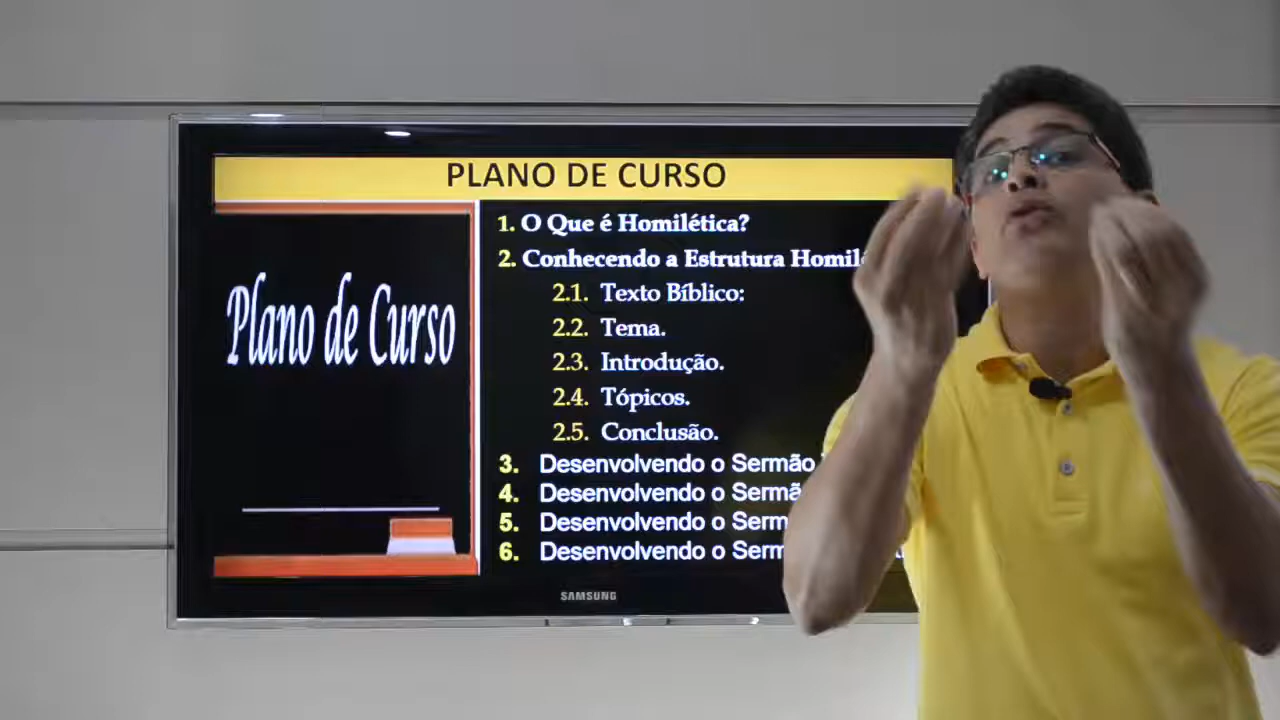 PLANO DE CURSO
Plano de Curso
1. O Que é Homilética?
2. Conhecendo a Estrutura
2.1. Texto Bíblico:
2.2. Tema.
2.3. Introdução.
2.4. Tópicos.
2.5. Conclusão.
3. Desenvolvendo o Sermão
4. Desenvolvendo o
5. Desenvolvendo o
6. Desenvolvendo o
SAMSUNG